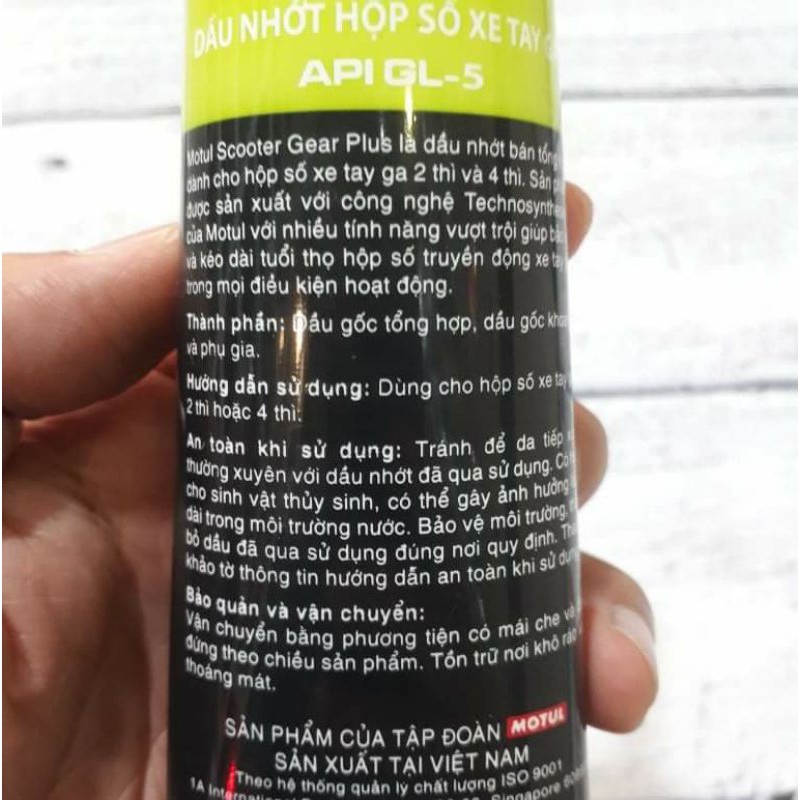 DẦU NHỚT HỘP SỐ XE TAY
API GL-5
Motul Scooter Gear Plus là dầu nhớt bán tổng
dành cho hộp số xe tay ga 2 thì và 4 thì. Sản
được sản xuất với công nghệ Technosynthes
của Motul với nhiều tính năng vượt trội giúp
và kéo dài tuổi thọ hộp số truyền động xe tay
trong mọi điều kiện hoạt động.
Thành phần: Dầu gốc tổng hợp, dầu gốc
và phụ gia.
Hướng dẫn sử dụng: Dùng cho hộp số xe tay
2 thì hoặc 4 thì.
An toàn khi sử dụng: Tránh để da tiếp
thường xuyên với dầu nhớt đã qua sử dụng. Có
cho sinh vật thủy sinh, có thể gây ảnh hưởng
dài trong môi trường nước. Bảo vệ môi trường,
bỏ dầu đã qua sử dụng đúng nơi quy định.
khảo tờ thông tin hướng dẫn an toàn khi sử dụng
Bảo quản và vận chuyển:
Vận chuyển bằng phương tiện có mái che và
đứng theo chiều sản phẩm. Tồn trữ nơi khô ráo
thoáng mát.
SẢN PHẨM CỦA TẬP ĐOÀN MOTUL
SẢN XUẤT TẠI VIỆT NAM
Theo hệ thống quản lý chất lượng ISO 9001
1A International Singapore